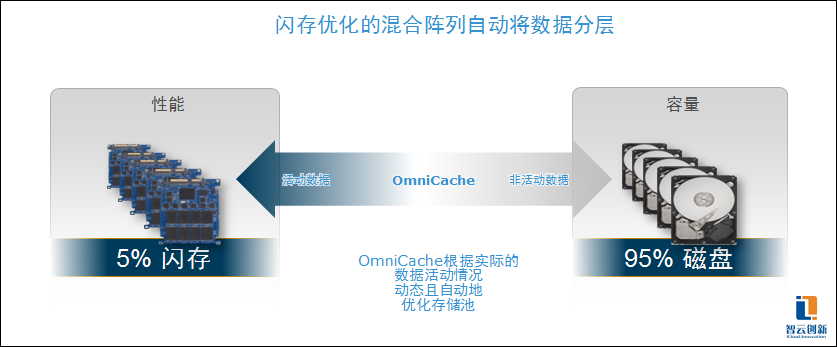 闪存优化的混合阵列自动将数据分层
性能
容量
活动数据
OmniCache
非活动数据
5% 闪存
95% 磁盘
OmniCache根据实际的
数据活动情况
动态且自动地
优化存储池
智云创新
iCloud Innovation